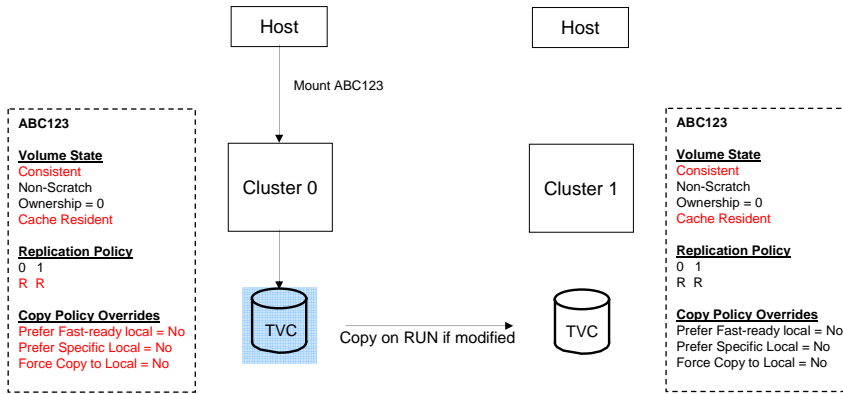 Host
Host
Mount ABC123
ABC123
Volume State
Consistent
Non-Scratch
Ownership = 0
Cache Resident
Replication Policy
0 1
R R
Copy Policy Overrides
Prefer Fast-ready local = No
Prefer Specific Local = No
Force Copy to Local = No
Cluster 0
TVC
Copy on RUN if modified
Cluster 1
TVC
ABC123
Volume State
Consistent
Non-Scratch
Ownership = 0
Cache Resident
Replication Policy
0 1
R R
Copy Policy Overrides
Prefer Fast-ready local = No
Prefer Specific Local = No
Force Copy to Local = No